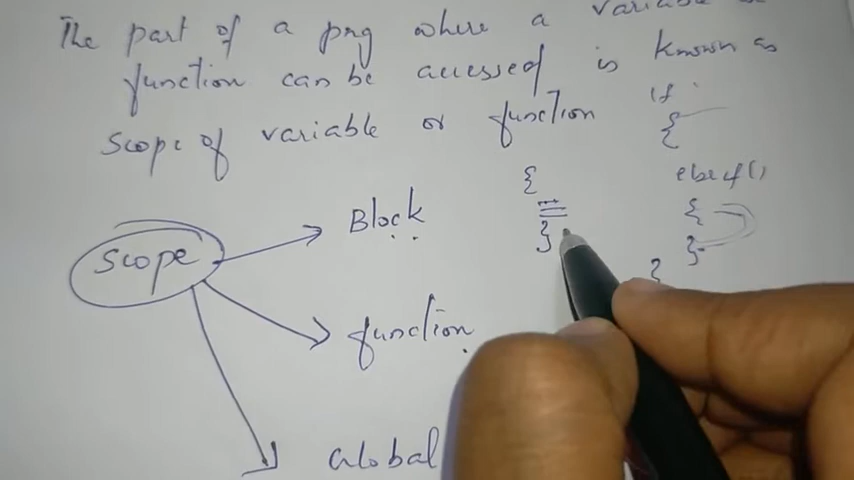 The part of a prg where a variable
function can be accessed is known as
scope of variable or function
if
{
else if ()
{
}
{
{
}
scope
Block
function
Global